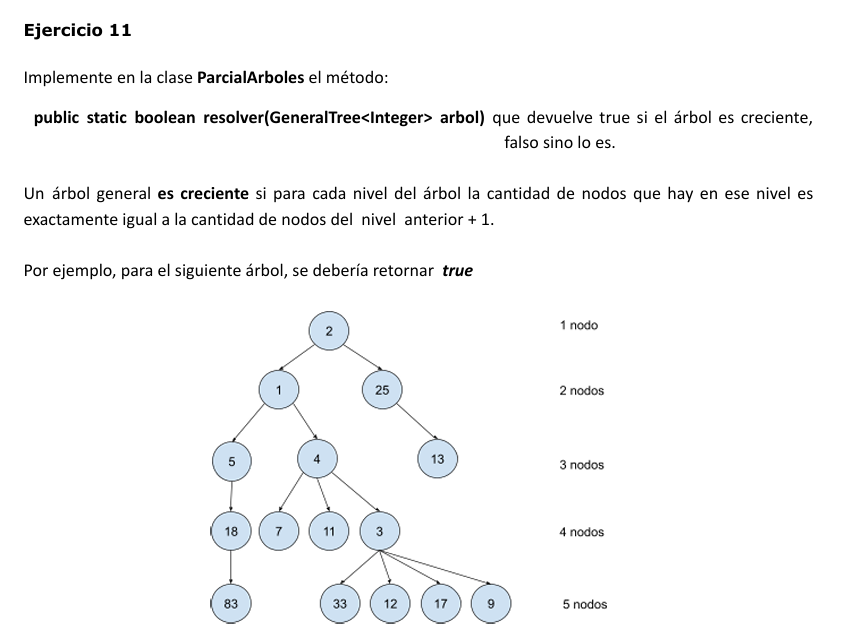 Ejercicio 11
Implemente en la clase ParcialArboles el método:
public static boolean resolver(GeneralTree<Integer> arbol) que devuelve true si el árbol es creciente,
falso sino lo es.
Un árbol general es creciente si para cada nivel del árbol la cantidad de nodos que hay en ese nivel es
exactamente igual a la cantidad de nodos del nivel anterior + 1.
Por ejemplo, para el siguiente árbol, se debería retornar true
2 1 nodo
1 25 2 nodos
5 4 13 3 nodos
18 7 11 3 4 nodos
83 33 12 17 9 5 nodos